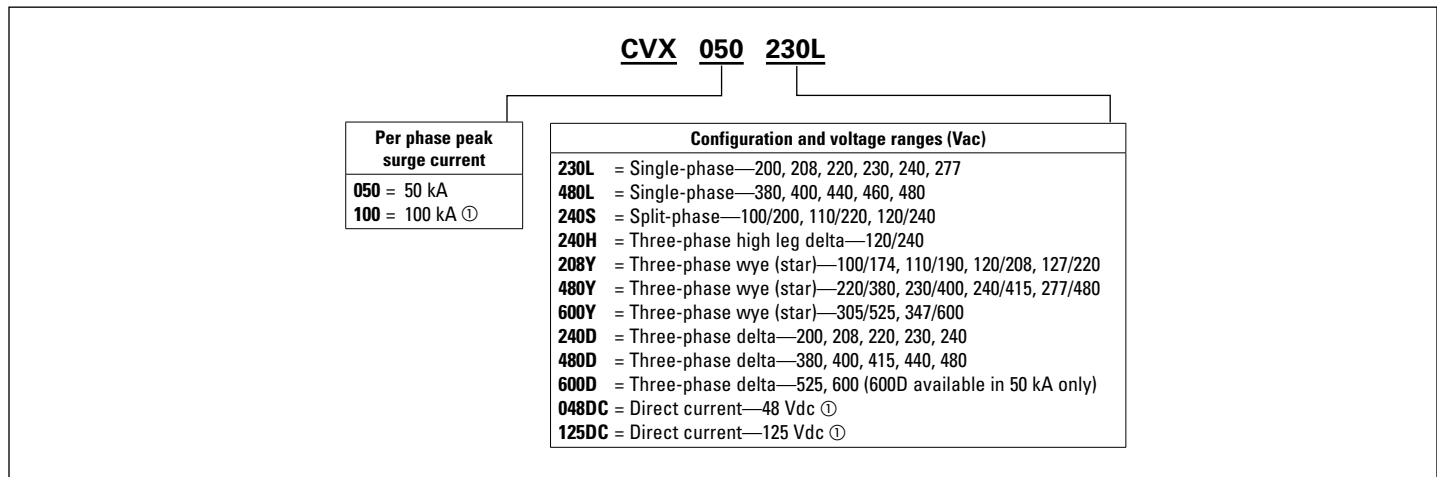 CVX 050 230L
Per phase peak
surge current
050 = 50 kA
100 = 100 kA ①
Configuration and voltage ranges (Vac)
230L = Single-phase—200, 208, 220, 230, 240, 277
480L = Single-phase—380, 400, 440, 460, 480
240S = Split-phase—100/200, 110/220, 120/240
240H = Three-phase high leg delta—120/240
208Y = Three-phase wye (star)—100/174, 110/190, 120/208, 127/220
480Y = Three-phase wye (star)—220/380, 230/400, 240/415, 277/480
600Y = Three-phase wye (star)—305/525, 347/600
240D = Three-phase delta—200, 208, 220, 230, 240
480D = Three-phase delta—380, 400, 415, 440, 480
600D = Three-phase delta—525, 600 (600D available in 50 kA only)
048DC = Direct current—48 Vdc ①
125DC = Direct current—125 Vdc ①